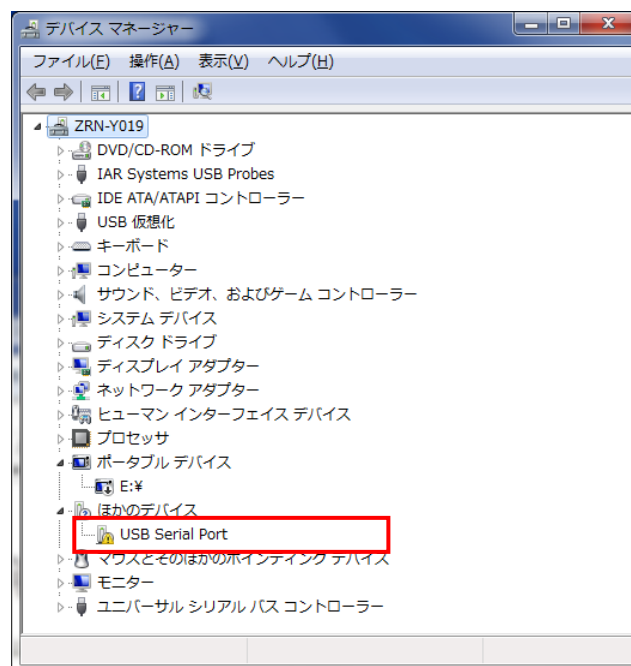 デバイス マネージャー
ファイル(F) 操作(A) 表示(V) ヘルプ(H)
ZRN-Y019
DVD/CD-ROM ドライブ
IAR Systems USB Probes
IDE ATA/ATAPI コントローラー
USB 仮想化
キーボード
コンピューター
サウンド、ビデオ、およびゲーム コントローラー
システム デバイス
ディスク ドライブ
ディスプレイ アダプター
ネットワーク アダプター
ヒューマン インターフェイス デバイス
プロセッサ
ポータブル デバイス
E:¥
ほかのデバイス
USB Serial Port
マウスとそのほかのポインティング デバイス
モニター
ユニバーサル シリアル バス コントローラー